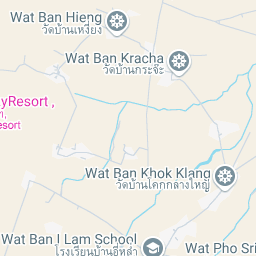 Wat Ban Hieng
วัดบ้านเหงี่ยง
Wat Ban Kracha
วัดบ้านกระจ๊ะ
yResort ,
esort
Wat Ban Khok Klang
วัดบ้านโคกกลางใหญ่
Wat Ban I Lam School
โรงเรียนบ้านอี่หล่ำ
Wat Pho Sri